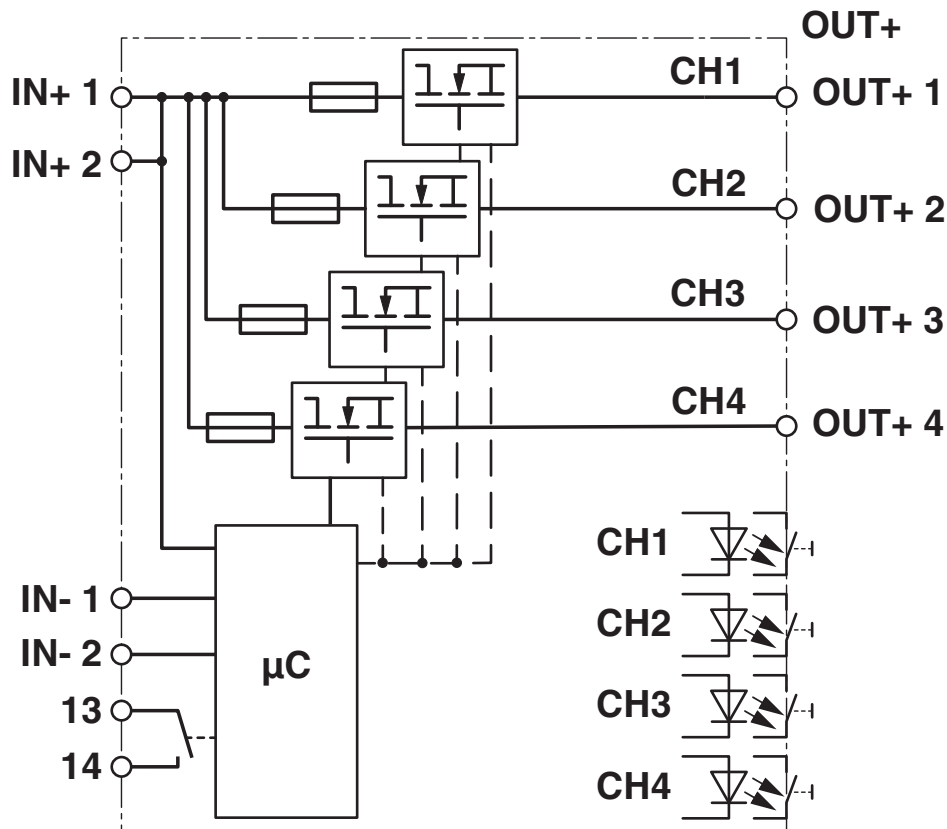 OUT+
IN+ 1
CH1
OUT+ 1
IN+ 2
CH2
OUT+ 2
CH3
OUT+ 3
CH4
OUT+ 4
CH1
IN- 1
CH2
IN- 2
µC
13
CH3
14
CH4